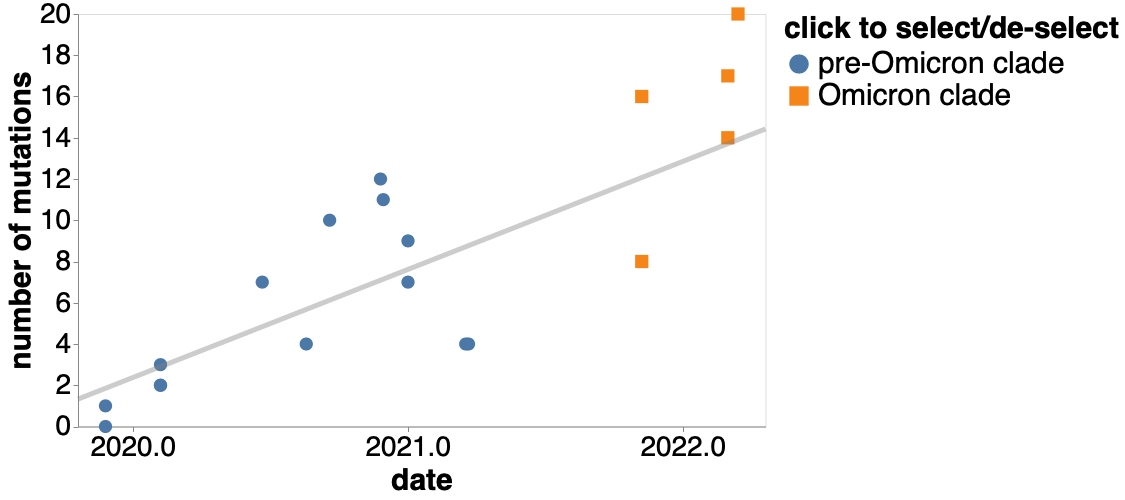 click to select/de-select
pre-Omicron clade
Omicron clade
number of mutations
20
18
16
14
12
10
8
6
4
2
0
2020.0
2021.0
2022.0
date